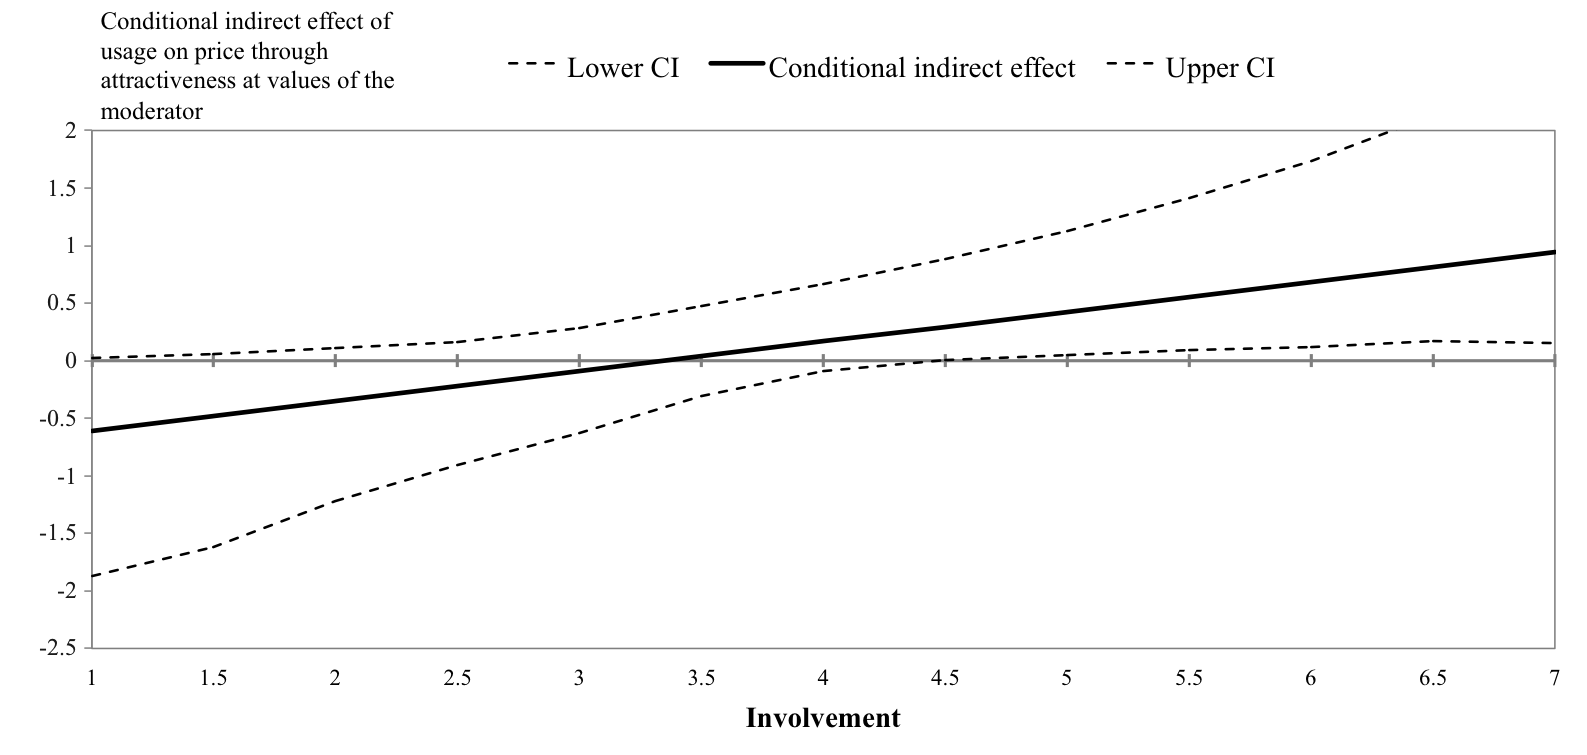 Conditional indirect effect of
usage on price through
attractiveness at values of the
moderator
Lower CI Conditional indirect effect Upper CI
2
1.5
1
0.5
0
-0.5
-1
-1.5
-2
-2.5
1 1.5 2 2.5 3 3.5 4 4.5 5 5.5 6 6.5 7
Involvement